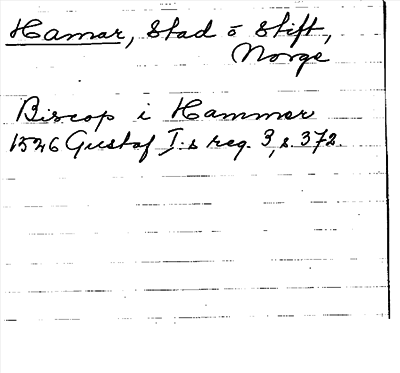 Hamar, Stad o Stift,
Norge
Biscop i Hammer
1526 Gustaf I:s reg. 3, s. 372.